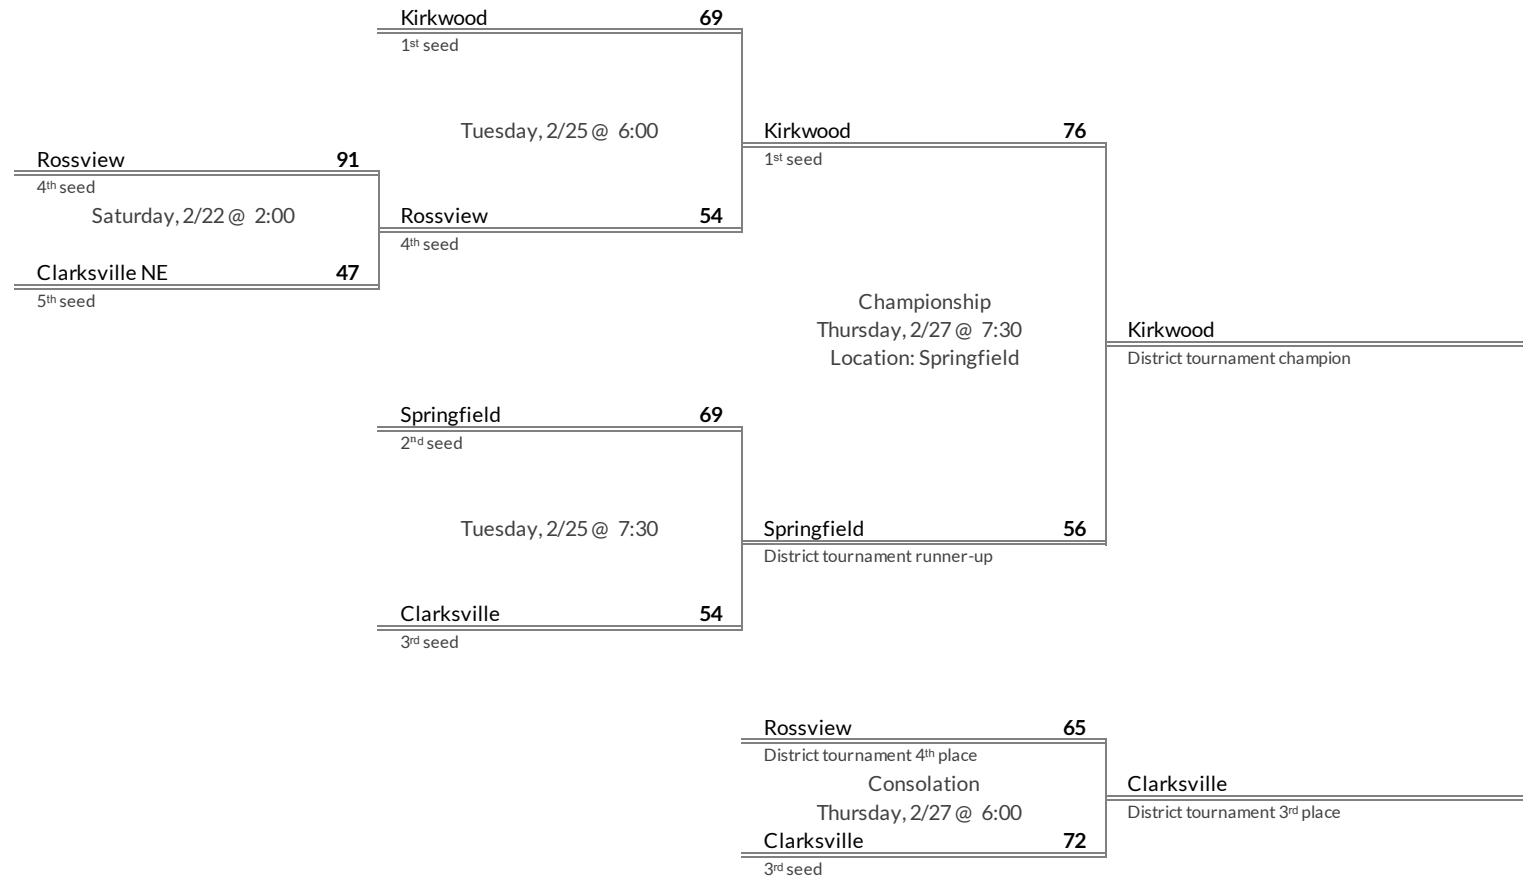 Kirkwood 69
1st seed
Tuesday, 2/25 @ 6:00
Kirkwood 76
1st seed
Rossview 91
4th seed
Saturday, 2/22 @ 2:00
Rossview 54
4th seed
Clarksville NE 47
5th seed
Championship
Thursday, 2/27 @ 7:30
Location: Springfield
Kirkwood
District tournament champion
Springfield 69
2nd seed
Tuesday, 2/25 @ 7:30
Springfield 56
District tournament runner-up
Clarksville 54
3rd seed
Rossview 65
District tournament 4th place
Consolation
Thursday, 2/27 @ 6:00
Clarksville
District tournament 3rd place
Clarksville 72
3rd seed